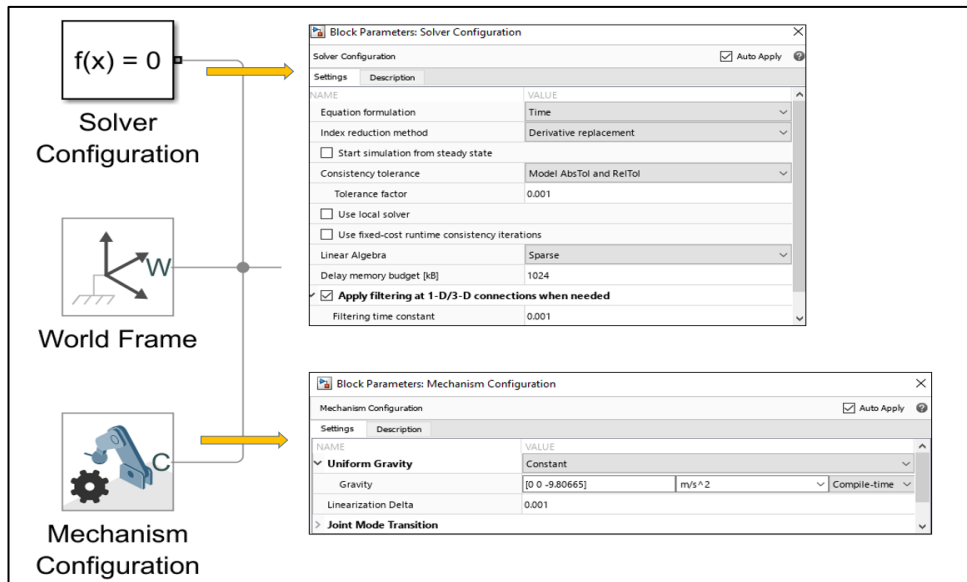 f(x) = 0
Solver
Configuration
W
World Frame
C
Mechanism
Configuration
Block Parameters: Solver Configuration
Solver Configuration
Auto Apply
Settings
Description
NAME
VALUE
Equation formulation
Time
Index reduction method
Derivative replacement
Start simulation from steady state
Consistency tolerance
Model AbsTol and RelTol
Tolerance factor
0.001
Use local solver
Use fixed-cost runtime consistency iterations
Linear Algebra
Sparse
Delay memory budget [kB]
1024
Apply filtering at 1-D/3-D connections when needed
Filtering time constant
0.001
Block Parameters: Mechanism Configuration
Mechanism Configuration
Auto Apply
Settings
Description
NAME
VALUE
Uniform Gravity
Constant
Gravity
[0 0 -9.80665]
m/s^2
Compile-time
Linearization Delta
0.001
Joint Mode Transition